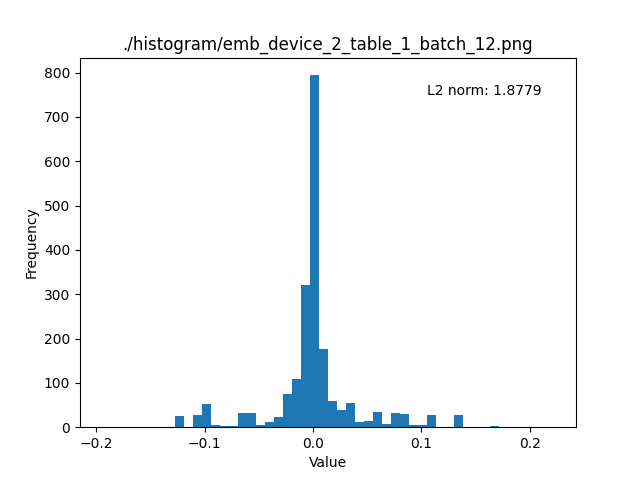 ./histogram/emb_device_2_table_1_batch_12.png
L2 norm: 1.8779
800
700
600
500
400
300
200
100
0
Frequency
−0.2 −0.1 0.0 0.1 0.2
Value